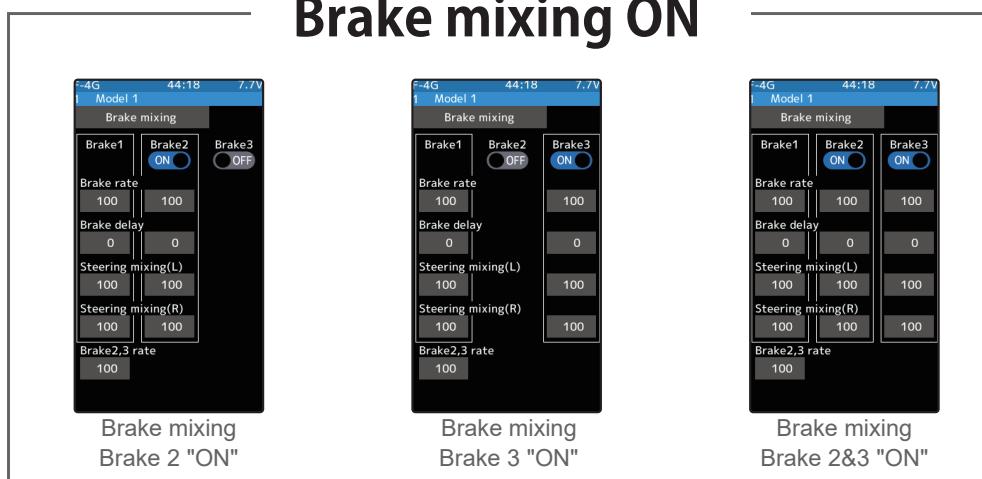 Brake mixing ON
F-4G 44:18 7.7V
1 Model 1
Brake mixing
Brake1 Brake2 Brake3
ON OFF
Brake rate
100 100
Brake delay
0 0
Steering mixing(L)
100 100
Steering mixing(R)
100 100
Brake2,3 rate
100
Brake mixing
Brake 2 "ON"
F-4G 44:18 7.7V
1 Model 1
Brake mixing
Brake1 Brake2 Brake3
OFF ON
Brake rate
100 100
Brake delay
0 0
Steering mixing(L)
100 100
Steering mixing(R)
100 100
Brake2,3 rate
100
Brake mixing
Brake 3 "ON"
F-4G 44:18 7.7V
1 Model 1
Brake mixing
Brake1 Brake2 Brake3
ON ON
Brake rate
100 100 100
Brake delay
0 0 0
Steering mixing(L)
100 100 100
Steering mixing(R)
100 100 100
Brake2,3 rate
100
Brake mixing
Brake 2&3 "ON"